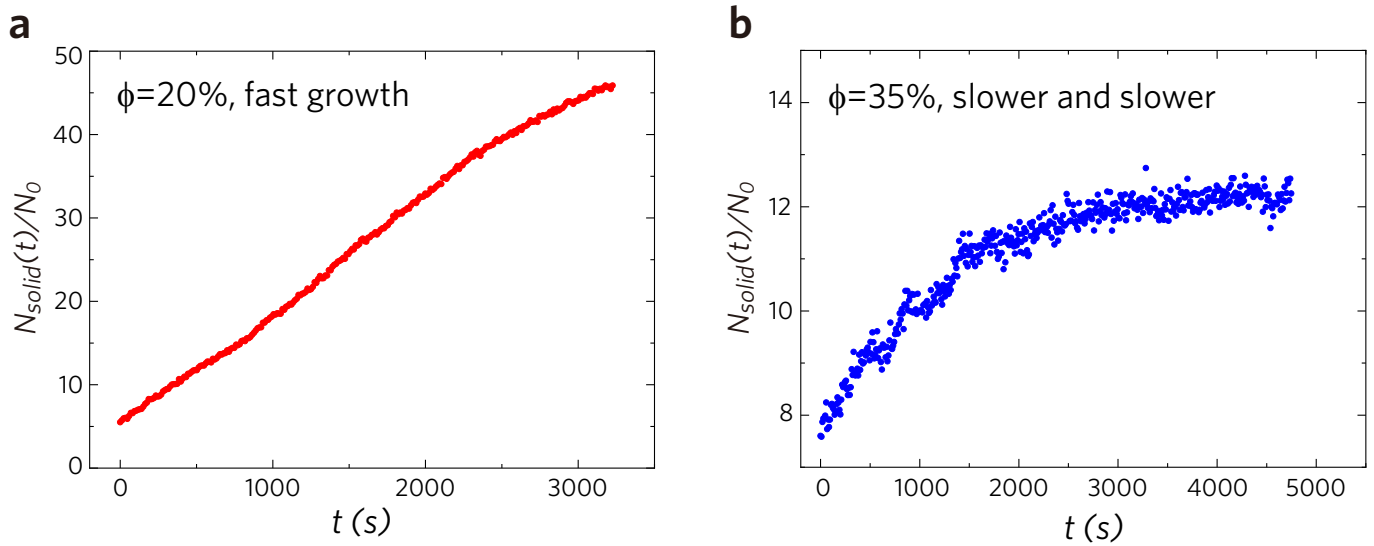 a
ϕ=20%, fast growth
N_solid(t)/N_0
50
40
30
20
10
0
0 1000 2000 3000
t (s)
b
ϕ=35%, slower and slower
N_solid(t)/N_0
14
12
10
8
0 1000 2000 3000 4000 5000
t (s)